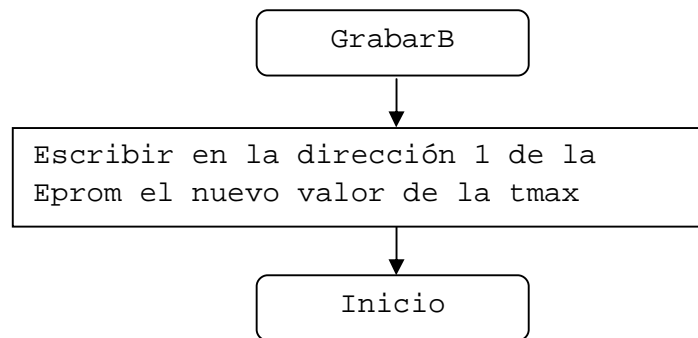 GrabarB
Escribir en la dirección 1 de la
Eprom el nuevo valor de la tmax
Inicio